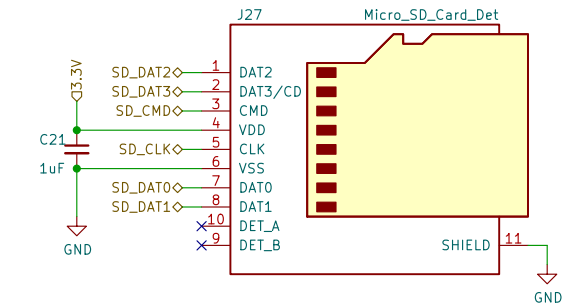 J27
Micro_SD_Card_Det
3.3V
SD_DAT2 1 DAT2
SD_DAT3 2 DAT3/CD
SD_CMD 3 CMD
4 VDD
C21
SD_CLK 5 CLK
1uF
6 VSS
SD_DAT0 7 DAT0
SD_DAT1 8 DAT1
10 DET_A
9 DET_B
SHIELD 11
GND
GND